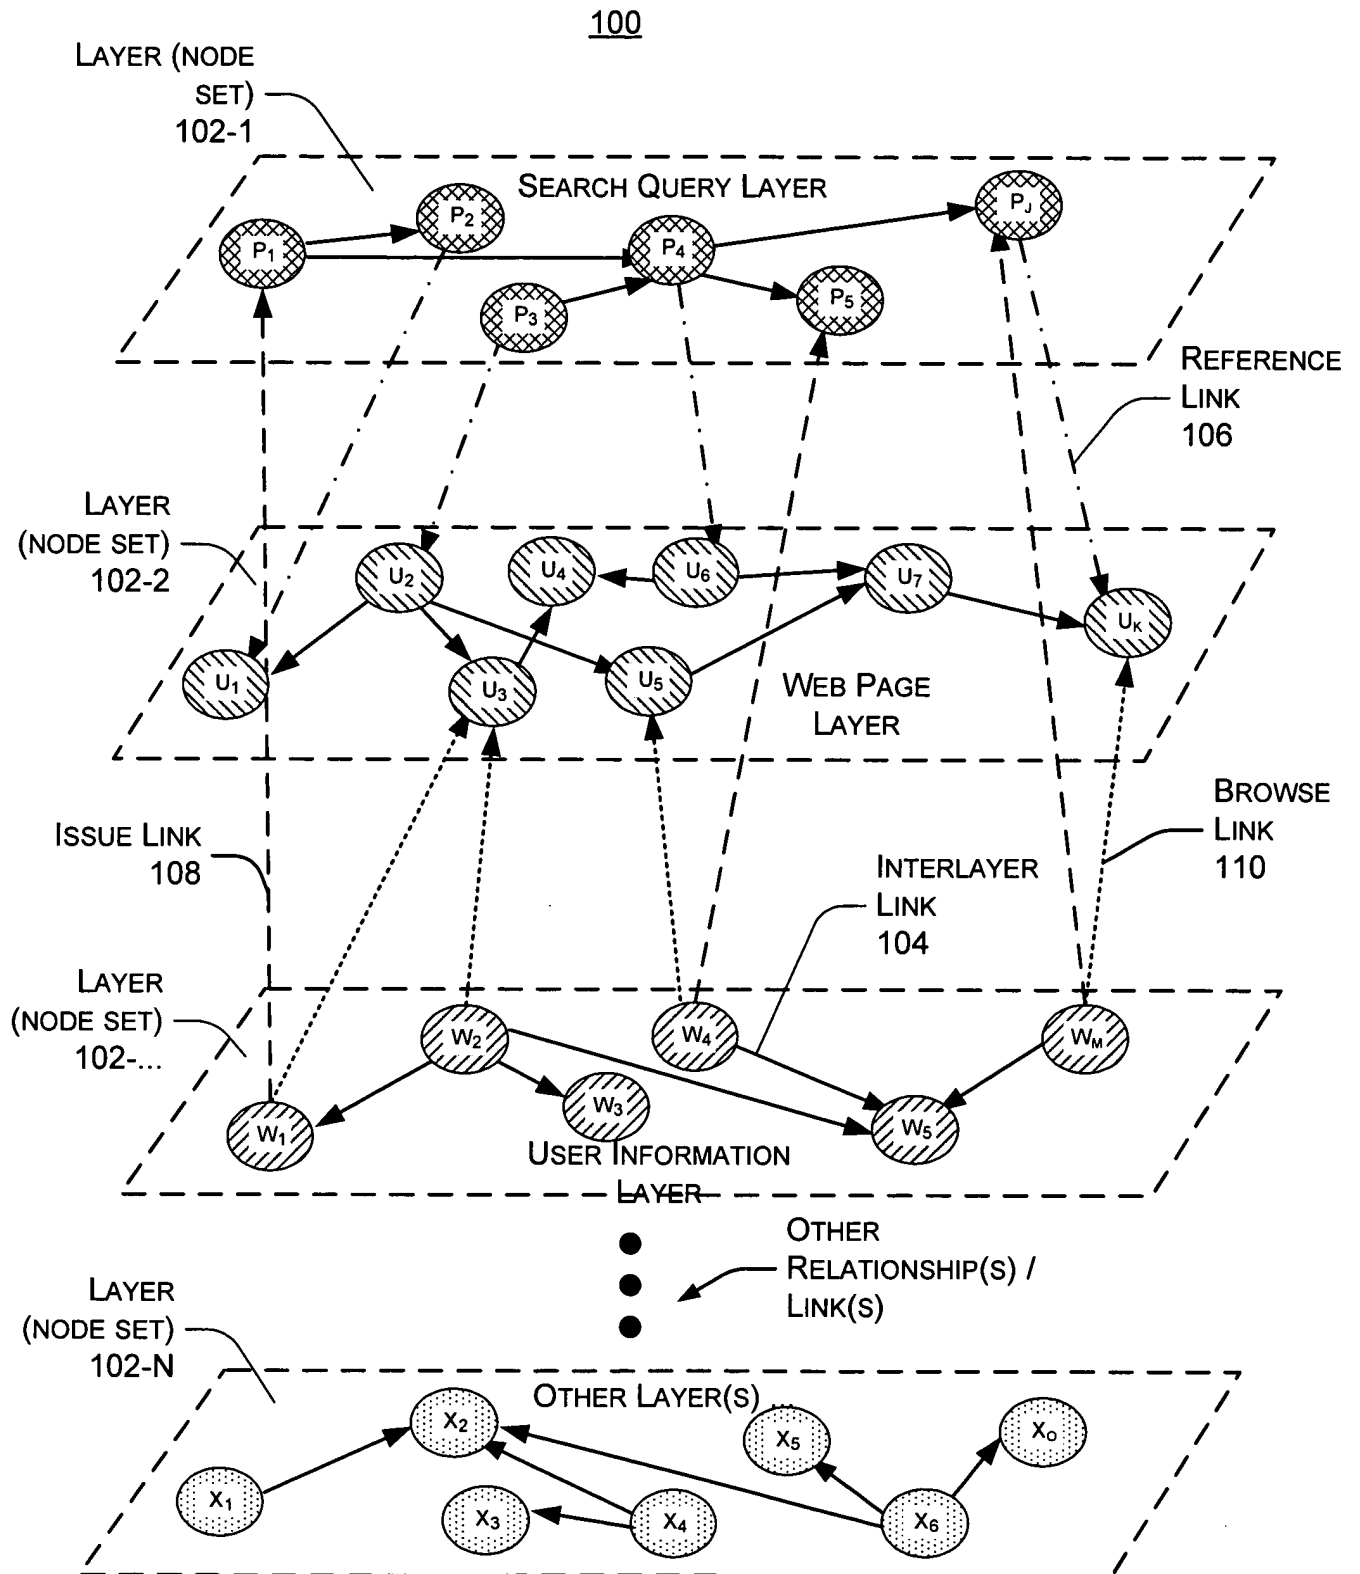 100
LAYER (NODE
SET)
102-1
SEARCH QUERY LAYER
P1
P2
P3
P4
P5
PJ
REFERENCE
LINK
106
LAYER
(NODE SET)
102-2
U1
U2
U3
U4
U5
U6
U7
UK
WEB PAGE
LAYER
ISSUE LINK
108
BROWSE
LINK
110
INTERLAYER
LINK
104
LAYER
(NODE SET)
102-...
W1
W2
W3
W4
W5
WM
USER INFORMATION
LAYER
OTHER
RELATIONSHIP(S) /
LINK(S)
LAYER
(NODE SET)
102-N
OTHER LAYER(S) ...
X1
X2
X3
X4
X5
X6
XO